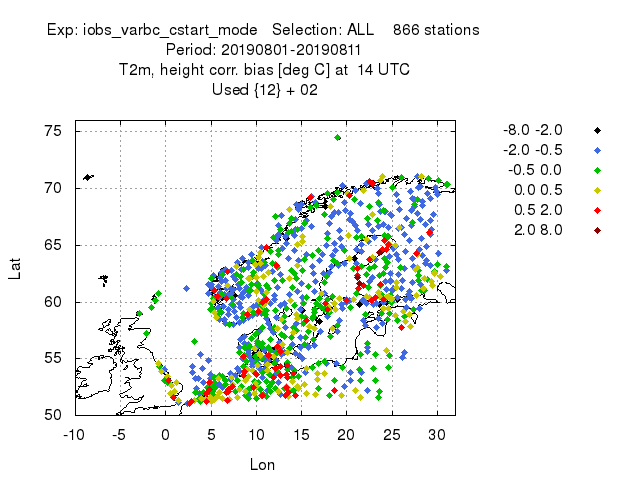 Exp: iobs_varbc_cstart_mode   Selection: ALL    866 stations
Period: 20190801-20190811
T2m, height corr. bias [deg C] at  14 UTC
Used {12} + 02
-8.0 -2.0
-2.0 -0.5
-0.5 0.0
0.0 0.5
0.5 2.0
2.0 8.0
75
70
65
60
55
50
Lat
-10 -5 0 5 10 15 20 25 30
Lon